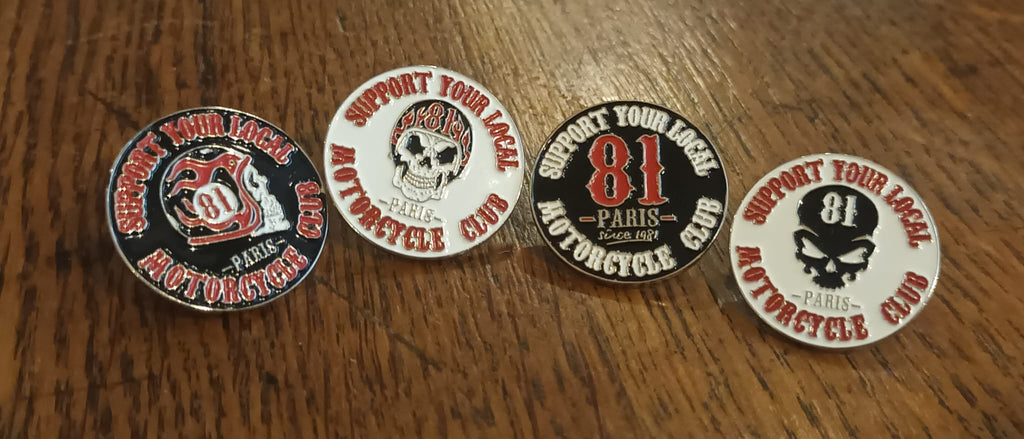 SUPPORT YOUR LOCAL
81
-PARIS-
MOTORCYCLE CLUB
SUPPORT YOUR LOCAL
81
-PARIS-
MOTORCYCLE CLUB
SUPPORT YOUR LOCAL
81
-PARIS-
since 1981
MOTORCYCLE CLUB
SUPPORT YOUR LOCAL
81
-PARIS-
MOTORCYCLE CLUB